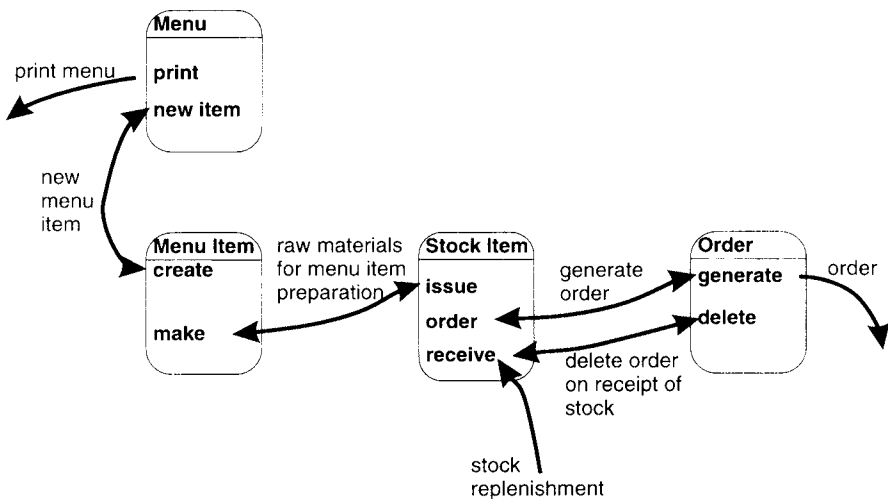 Menu
print menu
print
new item
new
menu
item
Menu Item
create
make
raw materials
for menu item
preparation
Stock Item
issue
order
receive
generate
order
delete order
on receipt of
stock
Order
generate
delete
order
stock
replenishment